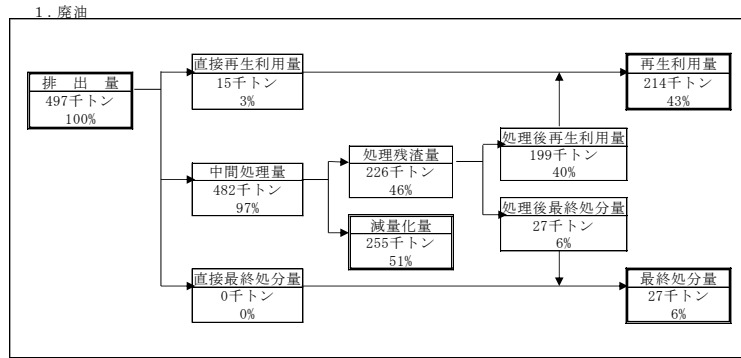 1．廃油
排出量
497千トン
100%
直接再生利用量
15千トン
3%
再生利用量
214千トン
43%
中間処理量
482千トン
97%
処理残渣量
226千トン
46%
処理後再生利用量
199千トン
40%
減量化量
255千トン
51%
処理後最終処分量
27千トン
6%
直接最終処分量
0千トン
0%
最終処分量
27千トン
6%